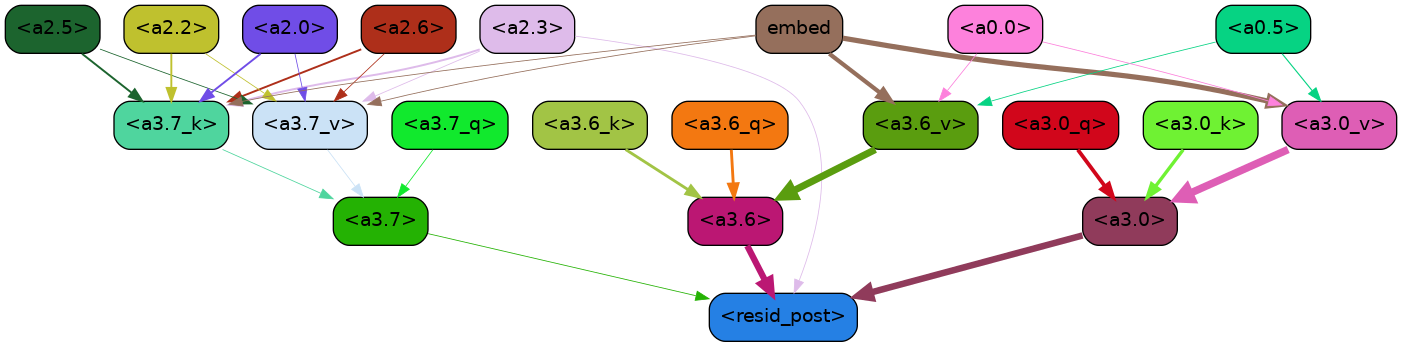 <a2.5> <a2.2> <a2.0> <a2.6> <a2.3> embed <a0.0> <a0.5>
<a3.7_k> <a3.7_v> <a3.7_q> <a3.6_k> <a3.6_q> <a3.6_v> <a3.0_q> <a3.0_k> <a3.0_v>
<a3.7> <a3.6> <a3.0>
<resid_post>